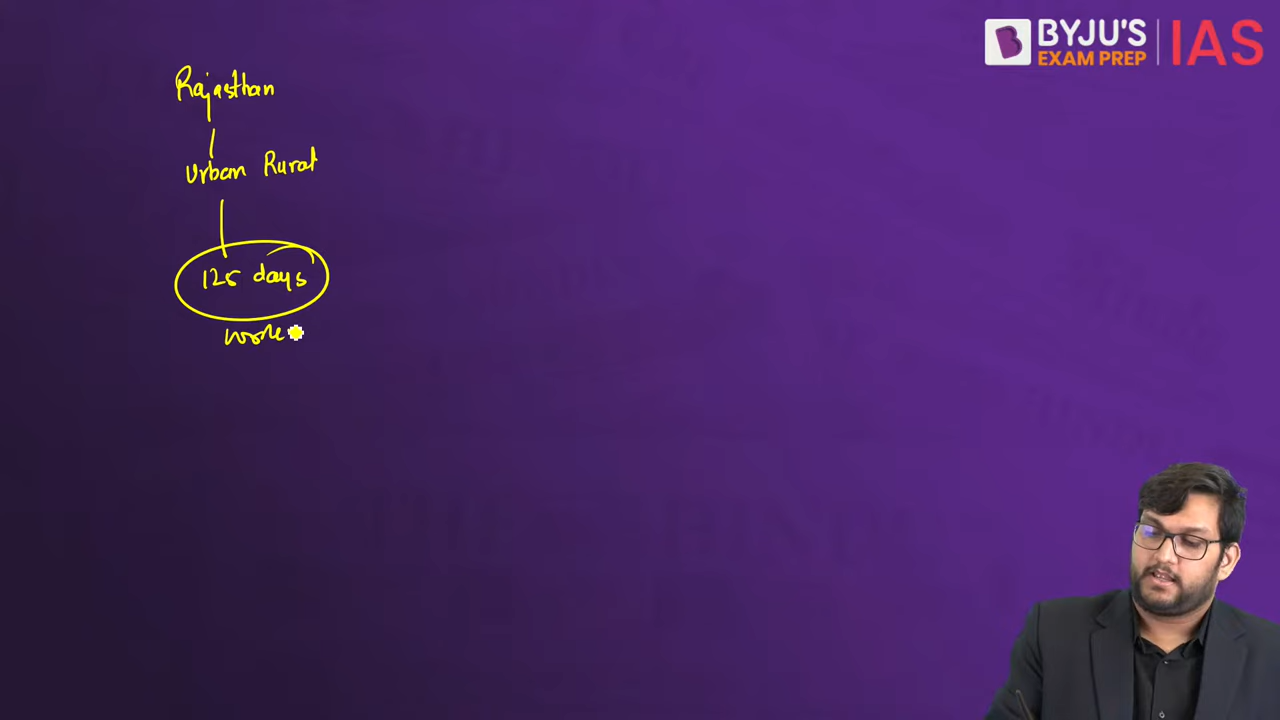 BYJU'S
EXAM PREP
IAS
Rajasthan
Urban Rural
125 days
work